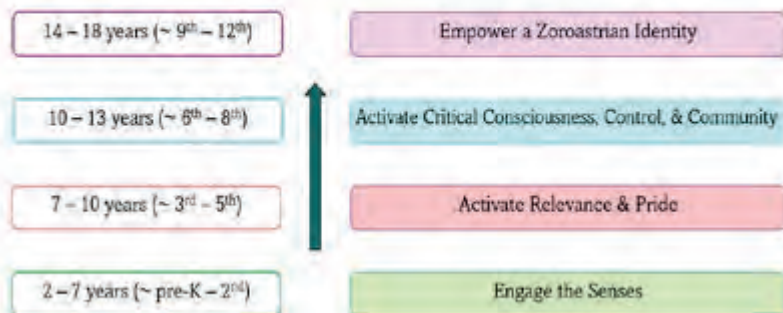 14 – 18 years (~ 9th – 12th)
Empower a Zoroastrian Identity
10 – 13 years (~ 6th – 8th)
Activate Critical Consciousness, Control, & Community
7 – 10 years (~ 3rd – 5th)
Activate Relevance & Pride
2 – 7 years (~ pre-K – 2nd)
Engage the Senses